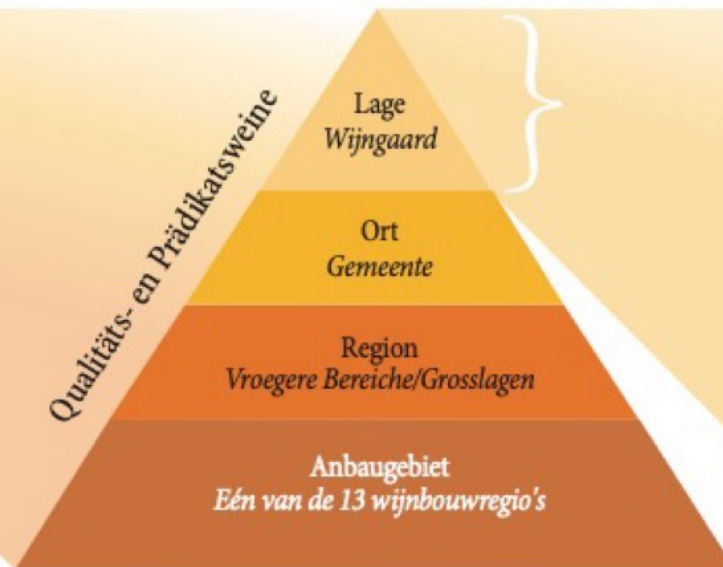 Qualitäts- en Prädikatsweine
Lage
Wijngaard
Ort
Gemeente
Region
Vroegere Bereiche/Grosslagen
Anbaugebiet
Eén van de 13 wijnbouwregio's